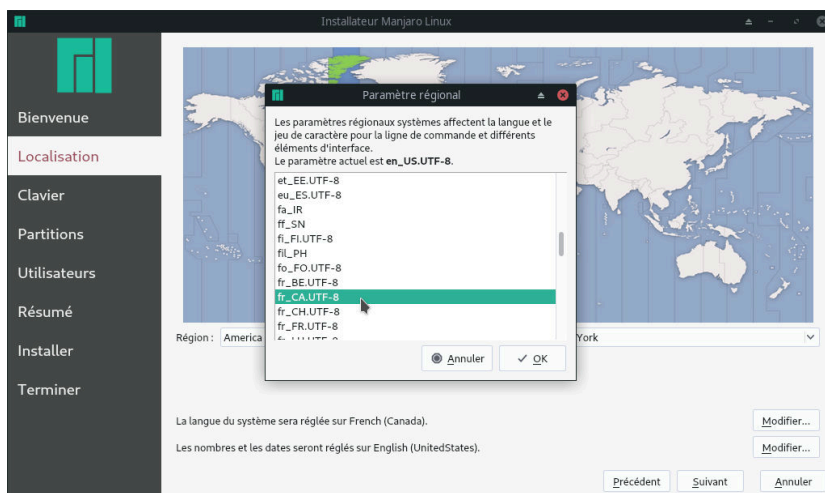 Installateur Manjaro Linux
Bienvenue
Localisation
Clavier
Partitions
Utilisateurs
Résumé
Installer
Terminer
Paramètre régional
Les paramètres régionaux systèmes affectent la langue et le
jeu de caractère pour la ligne de commande et différents
éléments d'interface.
Le paramètre actuel est en_US.UTF-8.
et_EE.UTF-8
eu_ES.UTF-8
fa_IR
ff_SN
fi_FI.UTF-8
fil_PH
fo_FO.UTF-8
fr_BE.UTF-8
fr_CA.UTF-8
fr_CH.UTF-8
fr_FR.UTF-8
Annuler
OK
Région : America
York
La langue du système sera réglée sur French (Canada).
Modifier...
Les nombres et les dates seront réglés sur English (UnitedStates).
Modifier...
Précédent
Suivant
Annuler